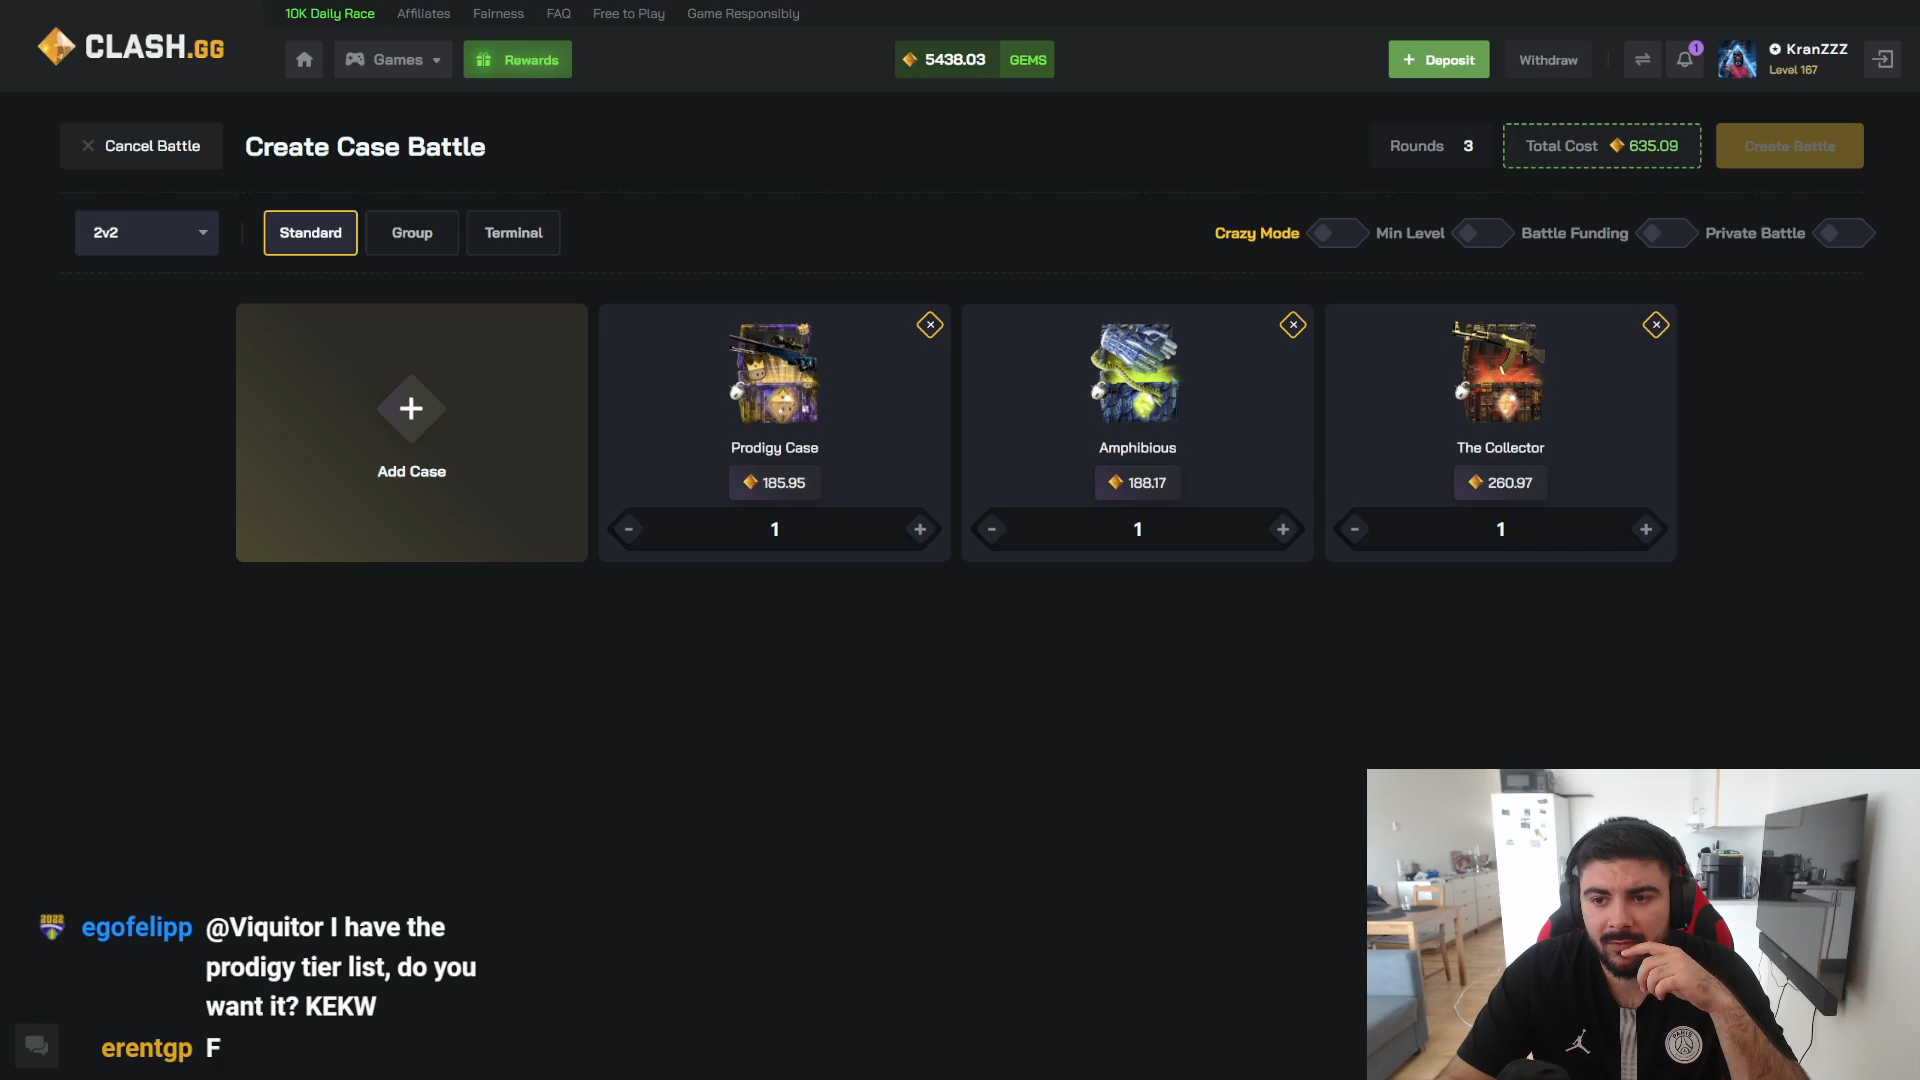 10K Daily Race Affiliates Fairness FAQ Free to Play Game Responsibly
CLASH.GG
Games
Rewards
5438.03 GEMS
+ Deposit
Withdraw
1
KranZZZ
Level 167
Cancel Battle
Create Case Battle
Rounds 3
Total Cost 635.09
Create Battle
2v2
Standard
Group
Terminal
Crazy Mode
Min Level
Battle Funding
Private Battle
+
Add Case
Prodigy Case
185.95
- 1 +
Amphibious
188.17
- 1 +
The Collector
260.97
- 1 +
2022
egofelipp @Viquitor I have the
prodigy tier list, do you
want it? KEKW
erentgp F
PARIS